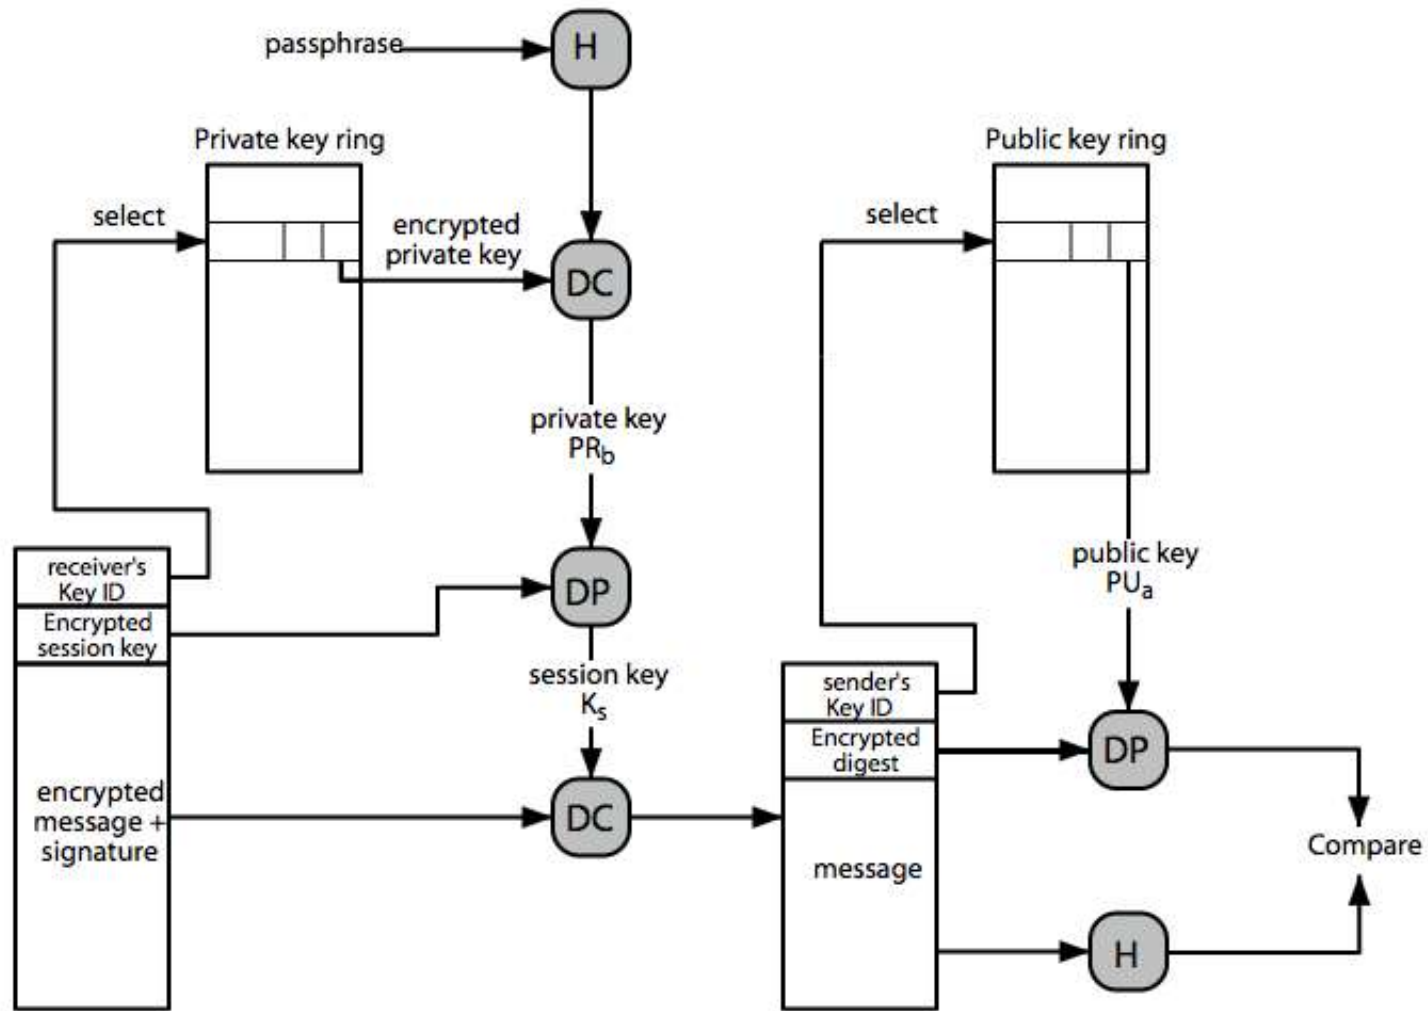 passphrase
H
Private key ring
Public key ring
select
encrypted
private key
select
DC
private key
PRb
receiver's
Key ID
DP
public key
PUa
Encrypted
session key
session key
Ks
sender's
Key ID
Encrypted
digest
DP
encrypted
message +
signature
DC
message
Compare
H